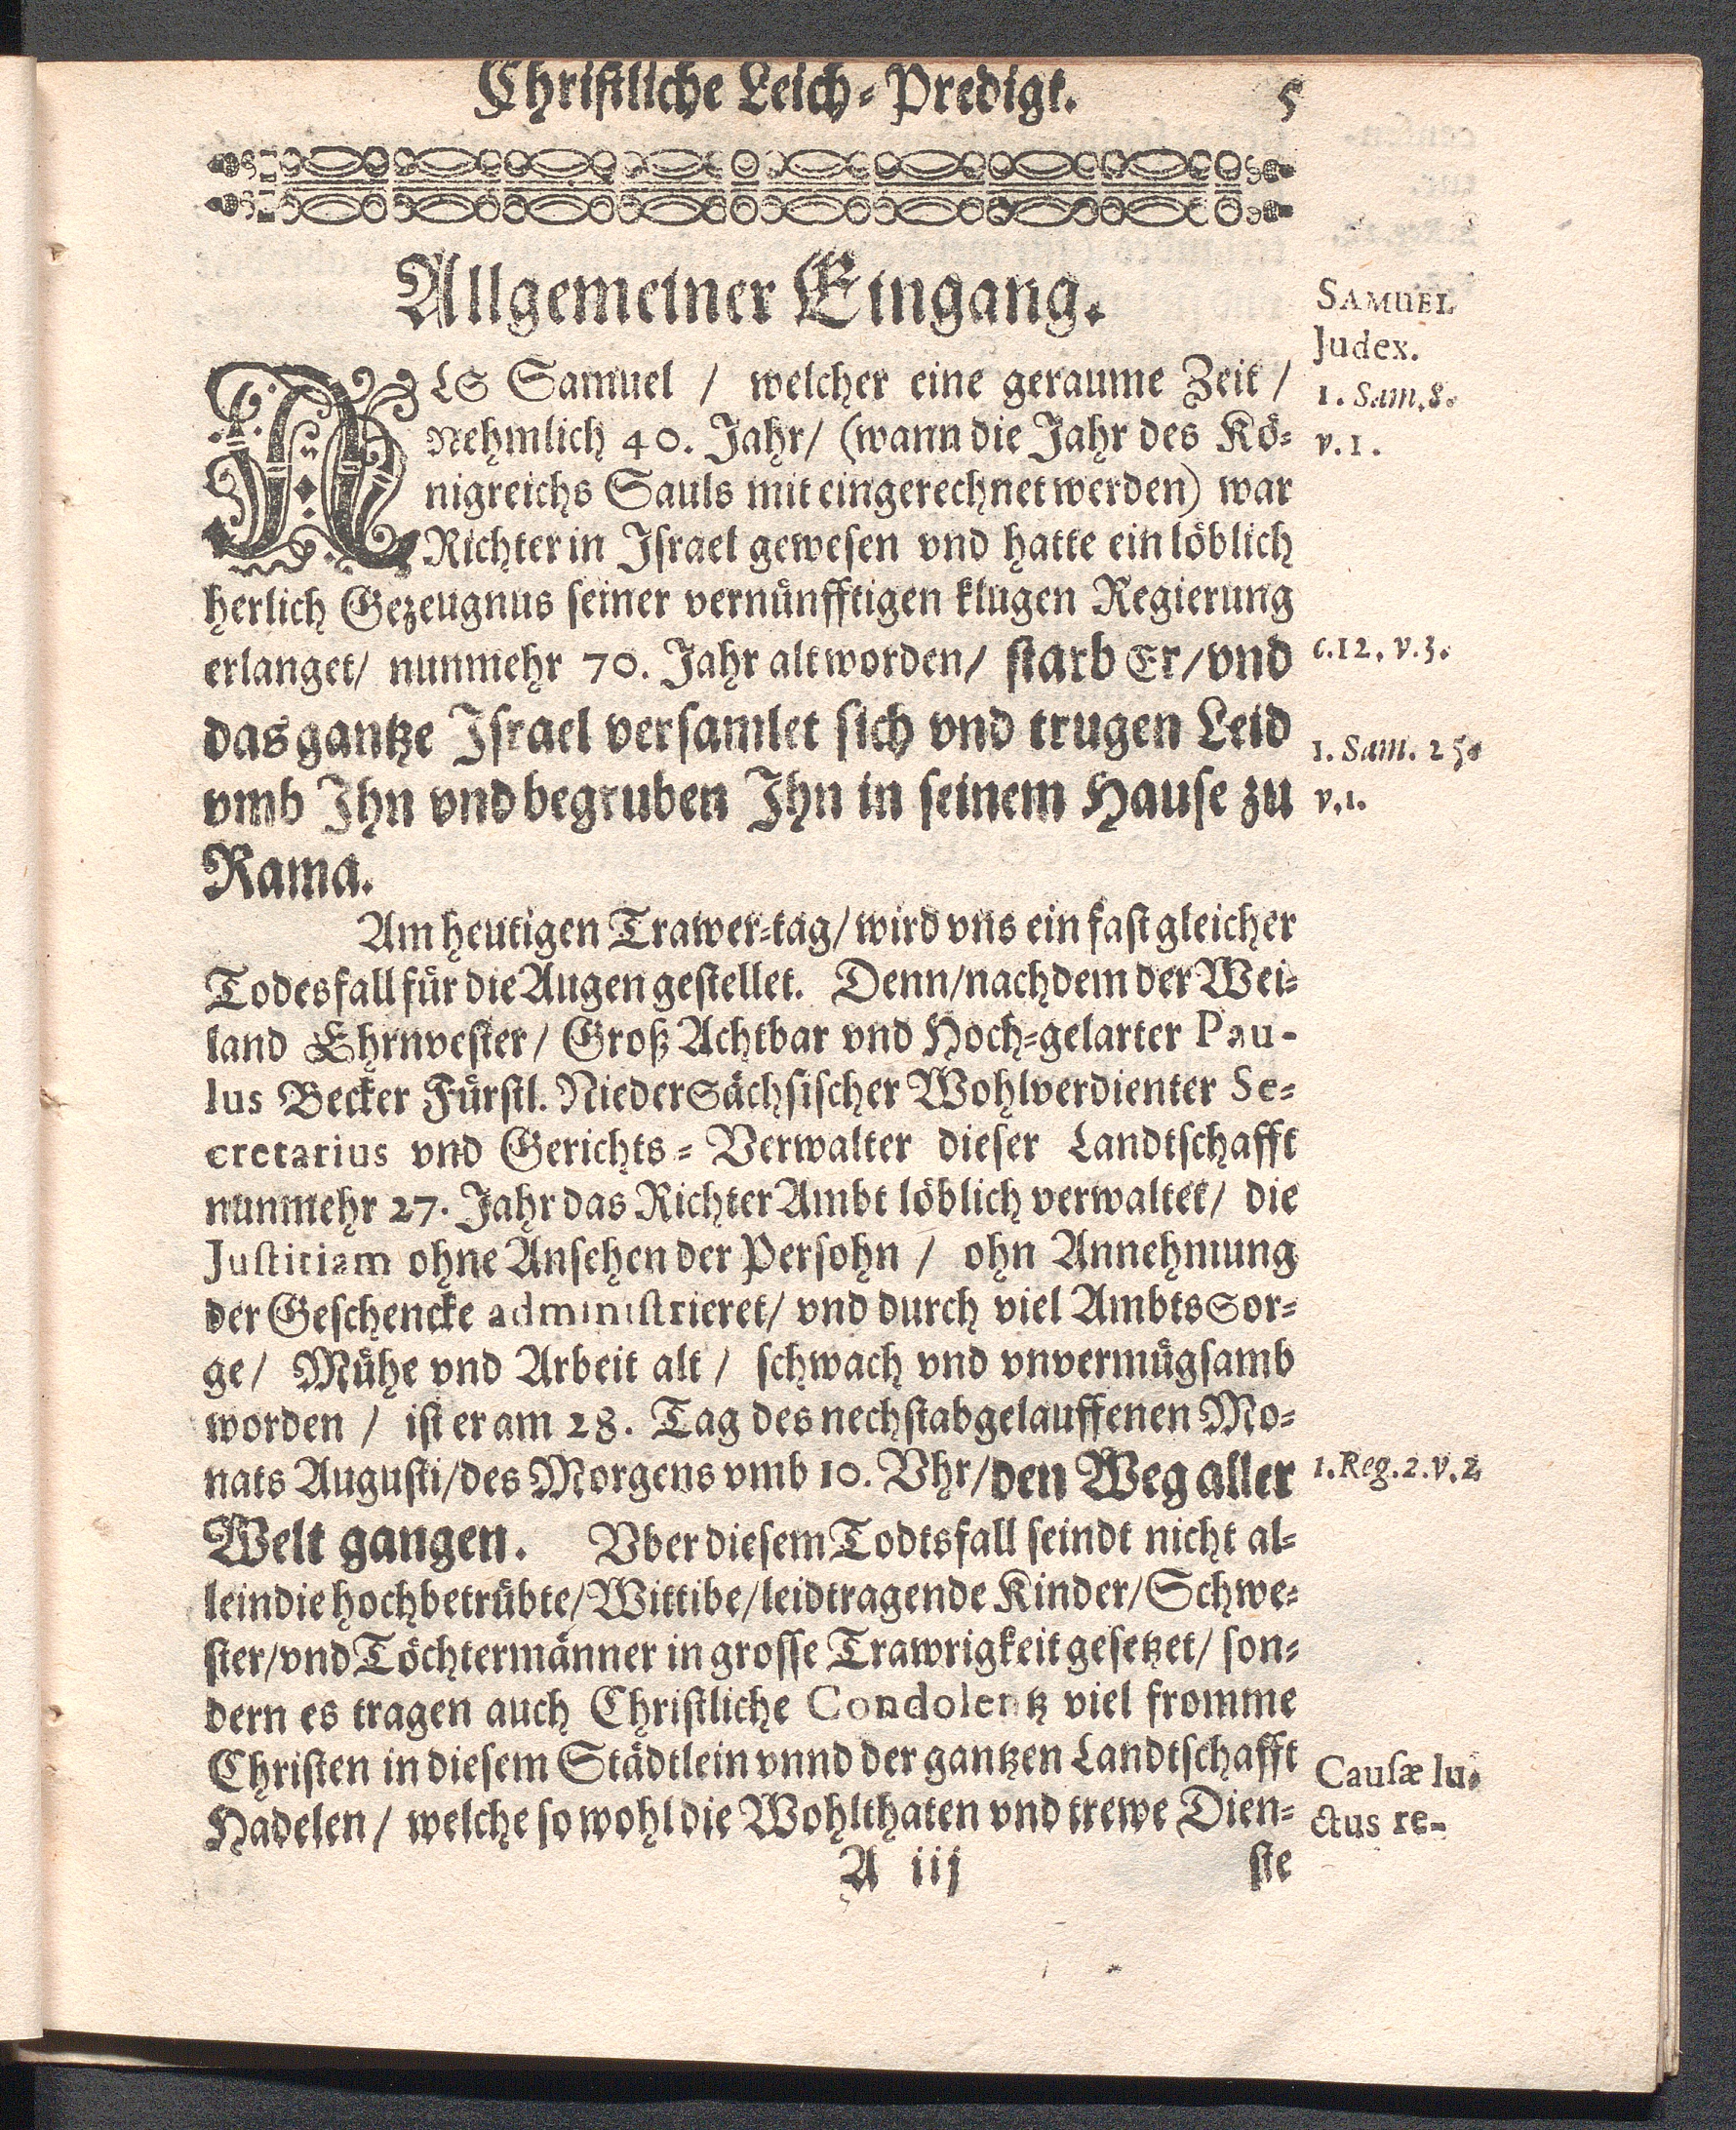 Christliche Leich-Predigt. 5
Allgemeiner Eingang.
ALS Samuel / welcher eine geraume Zeit /
Nehmlich 40. Jahr / (wann die Jahr des Kö-
nigreichs Sauls mit eingerechnet werden) war
Richter in Israel gewesen vnd hatte ein löblich
herlich Gezeugnus seiner vernünfftigen klugen Regierung
erlanget / nunmehr 70. Jahr alt worden / starb Er / vnd
das gantze Israel versamlet sich vnd trugen Leid
vmb Ihn vnd begruben Ihn in seinem Hause zu
Rama.
SAMUEL
Judex.
1. Sam. 8.
v. 1.
c. 12. v. 3.
1. Sam. 25.
v. 1.
Am heutigen Trawer-tag / wird vns ein fast gleicher
Todesfall für die Augen gestellet. Denn / nachdem der Wei-
land Ehrnvester / Groß Achtbar vnd Hoch-gelarter Pau-
lus Becker Fürstl. NiederSächsischer Wohlverdienter Se-
cretarius vnd Gerichts-Verwalter dieser Landtschafft
nunmehr 27. Jahr das Richter Ambt löblich verwaltet / die
Justitiam ohne Ansehen der Persohn / ohn Annehmung
der Geschencke administrieret / vnd durch viel AmbtsSor-
ge / Mühe vnd Arbeit alt / schwach vnd vnvermügsamb
worden / ist er am 28. Tag des nechstabgelauffenen Mo-
nats Augusti / des Morgens vmb 10. Vhr / den Weg aller
Welt gangen. Vber diesem Todtsfall seindt nicht al-
lein die hochbetrübte / Wittibe / leidtragende Kinder / Schwe-
ster / vnd Töchtermänner in grosse Trawrigkeit gesetzet / son-
dern es tragen auch Christliche Condolentz viel fromme
Christen in diesem Städtlein vnnd der gantzen Landtschafft
Hadelen / welche so wohl die Wohlthaten vnd trewe Dien-
1. Reg. 2. v. 2
Causæ lu-
ctus re-
A iij ste